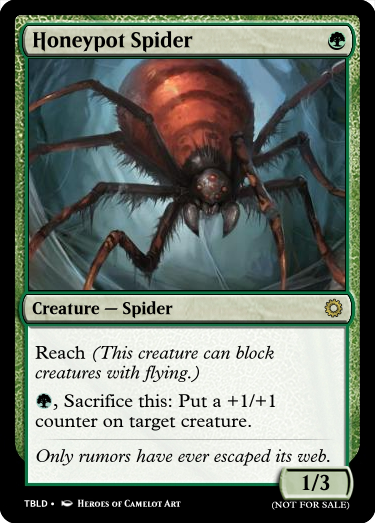 Honeypot Spider
Creature — Spider
Reach (This creature can block
creatures with flying.)
, Sacrifice this: Put a +1/+1
counter on target creature.
Only rumors have ever escaped its web.
1/3
TBLD • Heroes of Camelot Art
(NOT FOR SALE)